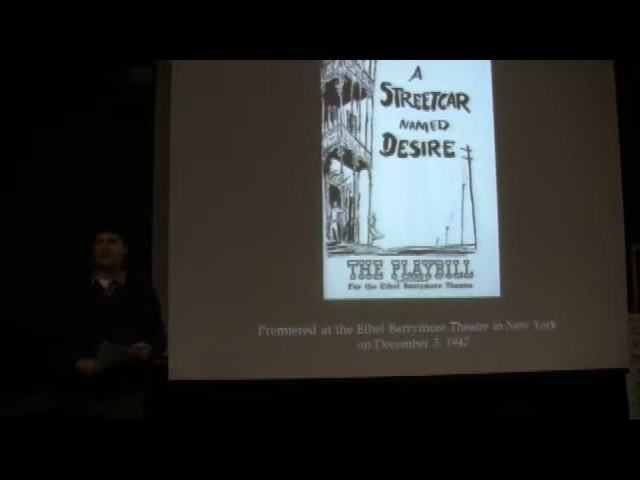 A
STREETCAR
NAMED
DESIRE
THE PLAYBILL
For the Ethel Barrymore Theatre
Premiered at the Ethel Barrymore Theatre in New York
on December 3, 1947